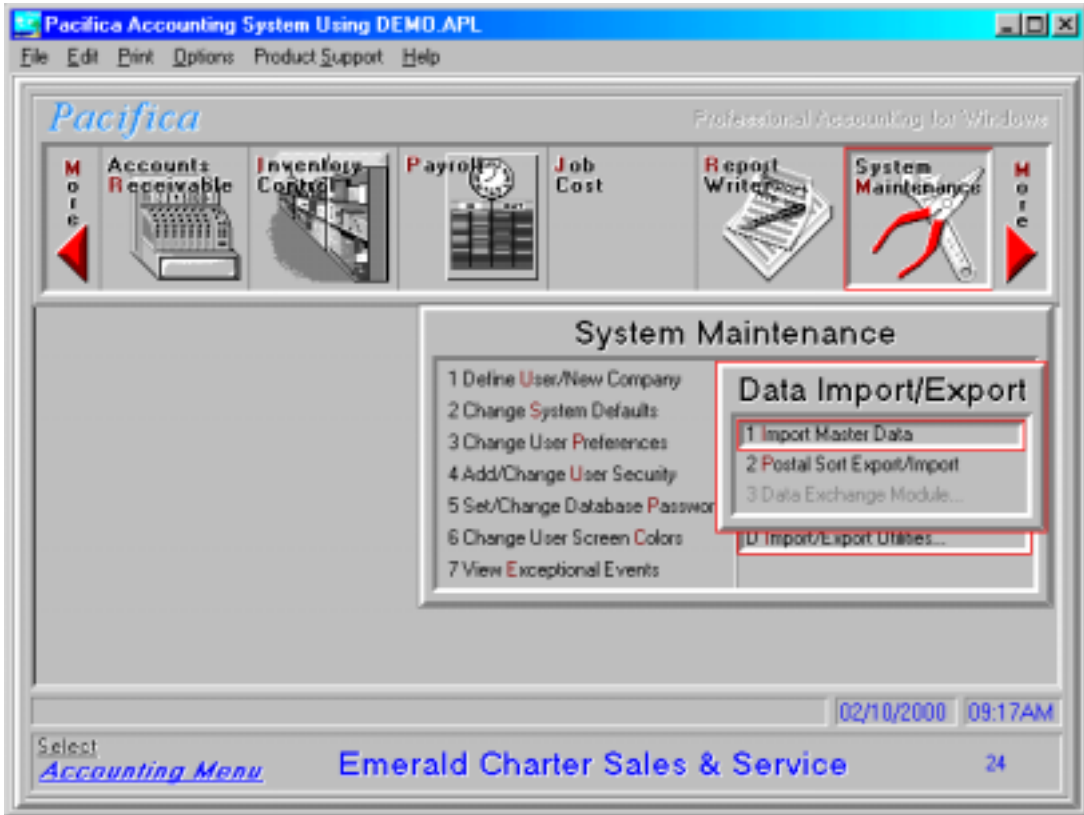 Pacifica Accounting System Using DEMO.APL
File Edit Print Options Product Support Help
Pacifica
Professional Accounting for Windows
More
Accounts Receivable
Inventory Control
Payroll
Job Cost
Report Writer
System Maintenance
More
System Maintenance
1 Define User/New Company
2 Change System Defaults
3 Change User Preferences
4 Add/Change User Security
5 Set/Change Database Passwor
6 Change User Screen Colors
7 View Exceptional Events
Data Import/Export
1 Import Master Data
2 Postal Sort Export/Import
3 Data Exchange Module...
D Import/Export Utilities...
02/10/2000 09:17AM
Select
Accounting Menu
Emerald Charter Sales & Service
24